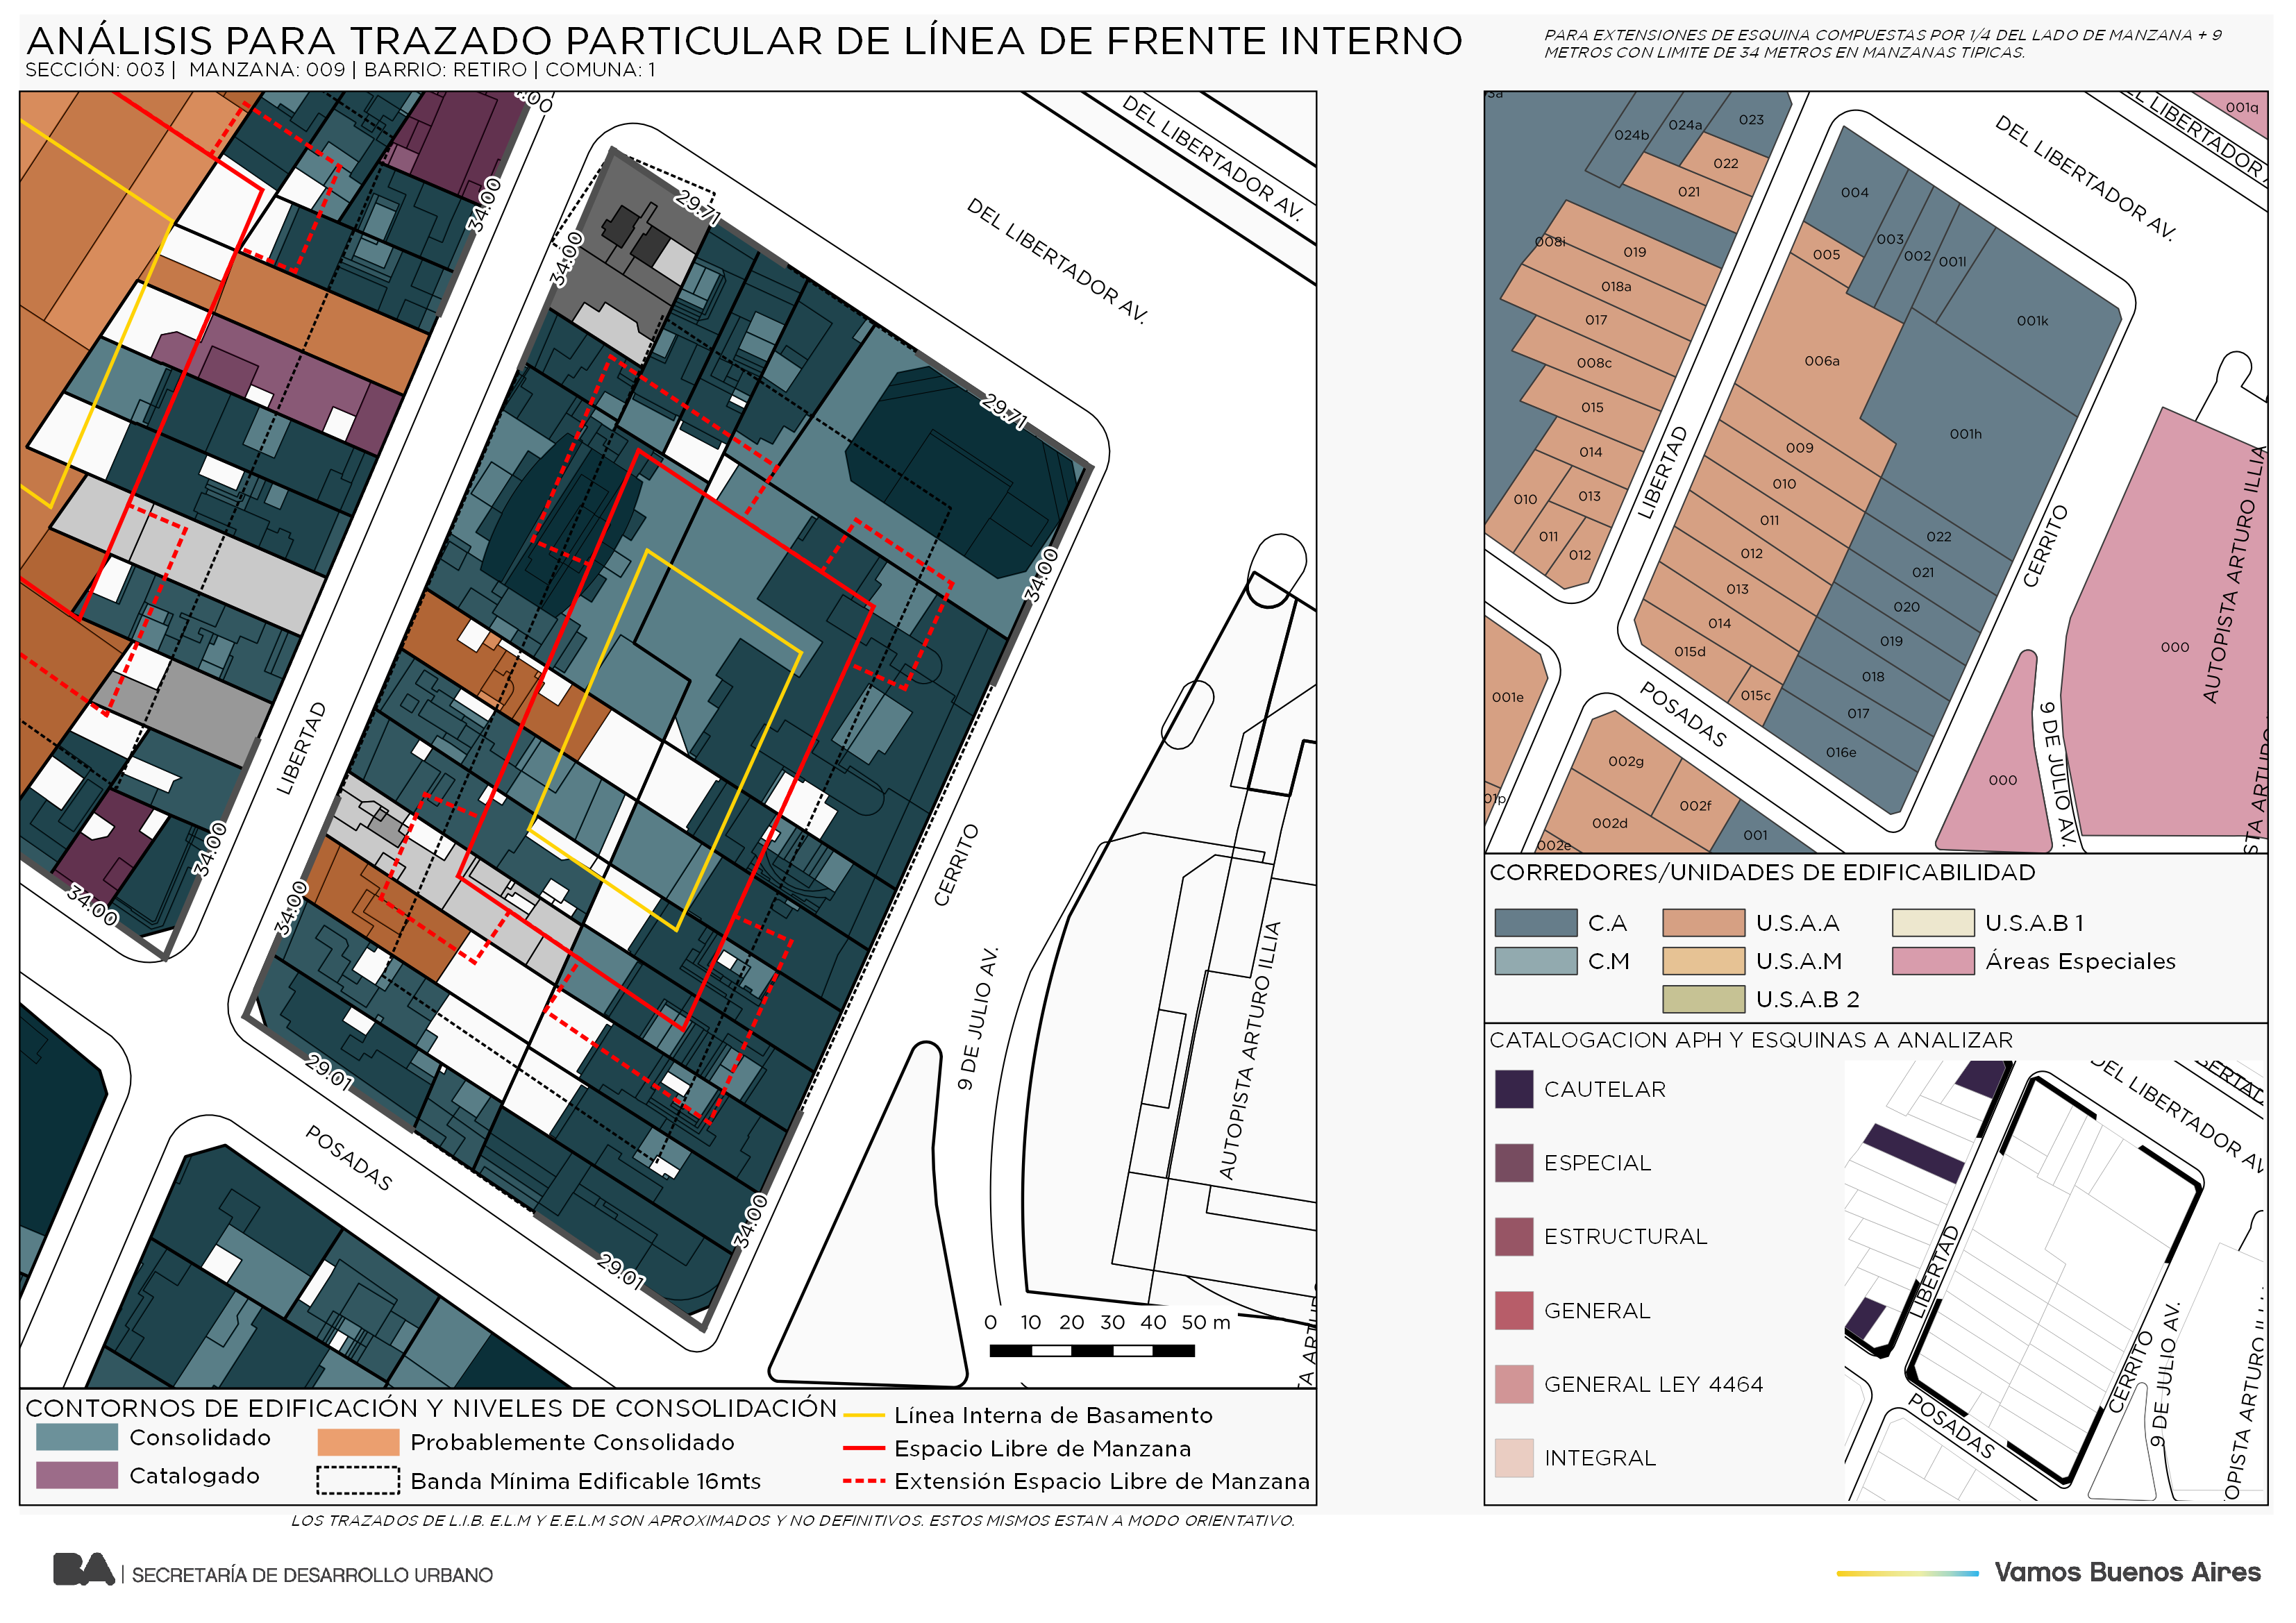 ANÁLISIS PARA TRAZADO PARTICULAR DE LÍNEA DE FRENTE INTERNO
SECCIÓN: 003 | MANZANA: 009 | BARRIO: RETIRO | COMUNA: 1
PARA EXTENSIONES DE ESQUINA COMPUESTAS POR 1/4 DEL LADO DE MANZANA + 9
METROS CON LIMITE DE 34 METROS EN MANZANAS TIPICAS.
DEL LIBERTADOR AV.
DEL LIBERTADOR AV.
34.00
34.00
29.71
29.71
34.00
LIBERTAD
CERRITO
34.00
34.00
34.00
29.01
29.01
34.00
POSADAS
9 DE JULIO AV.
AUTOPISTA ARTURO ILLIA
0 10 20 30 40 50 m
CONTORNOS DE EDIFICACIÓN Y NIVELES DE CONSOLIDACIÓN
Consolidado
Catalogado
Probablemente Consolidado
Banda Mínima Edificable 16mts
Línea Interna de Basamento
Espacio Libre de Manzana
Extensión Espacio Libre de Manzana
LOS TRAZADOS DE L.I.B. E.L.M Y E.E.L.M SON APROXIMADOS Y NO DEFINITIVOS. ESTOS MISMOS ESTAN A MODO ORIENTATIVO.
001q
DEL LIBERTADOR AV.
024b
024a
023
022
021
008i
019
018a
017
008c
015
014
010
013
011
012
004
003
002
001l
005
001k
006a
001h
009
010
011
012
013
014
015d
015c
022
021
020
019
018
017
016e
001e
002g
002f
002d
002e
001
000
000
LIBERTAD
CERRITO
POSADAS
9 DE JULIO AV.
AUTOPISTA ARTURO ILLIA
CORREDORES/UNIDADES DE EDIFICABILIDAD
C.A
C.M
U.S.A.A
U.S.A.M
U.S.A.B 2
U.S.A.B 1
Áreas Especiales
CATALOGACION APH Y ESQUINAS A ANALIZAR
CAUTELAR
ESPECIAL
ESTRUCTURAL
GENERAL
GENERAL LEY 4464
INTEGRAL
DEL LIBERTADOR AV
LIBERTAD
POSADAS
CERRITO
9 DE JULIO AV.
BA | SECRETARÍA DE DESARROLLO URBANO
Vamos Buenos Aires